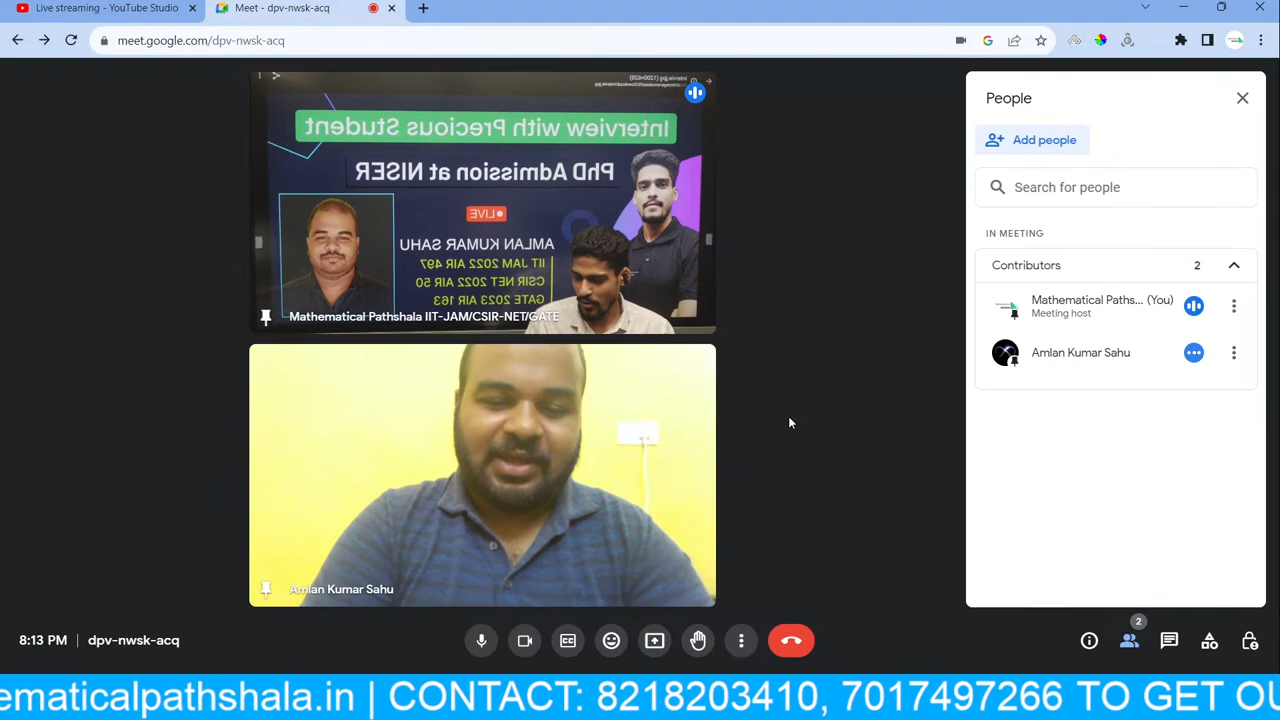 Live streaming - YouTube Studio
Meet - dpv-nwsk-acq
meet.google.com/dpv-nwsk-acq
Interview with Precious Student
PhD Admission at NISER
LIVE
AMLAN KUMAR SAHU
IIT JAM 2022 AIR 497
CSIR NET 2022 AIR 50
GATE 2023 AIR 163
Mathematical Pathshala IIT-JAM/CSIR-NET/GATE
Amlan Kumar Sahu
People
Add people
Search for people
IN MEETING
Contributors 2
Mathematical Paths... (You)
Meeting host
Amlan Kumar Sahu
8:13 PM | dpv-nwsk-acq
2
ematicalpathshala.in | CONTACT: 8218203410, 7017497266 TO GET OU